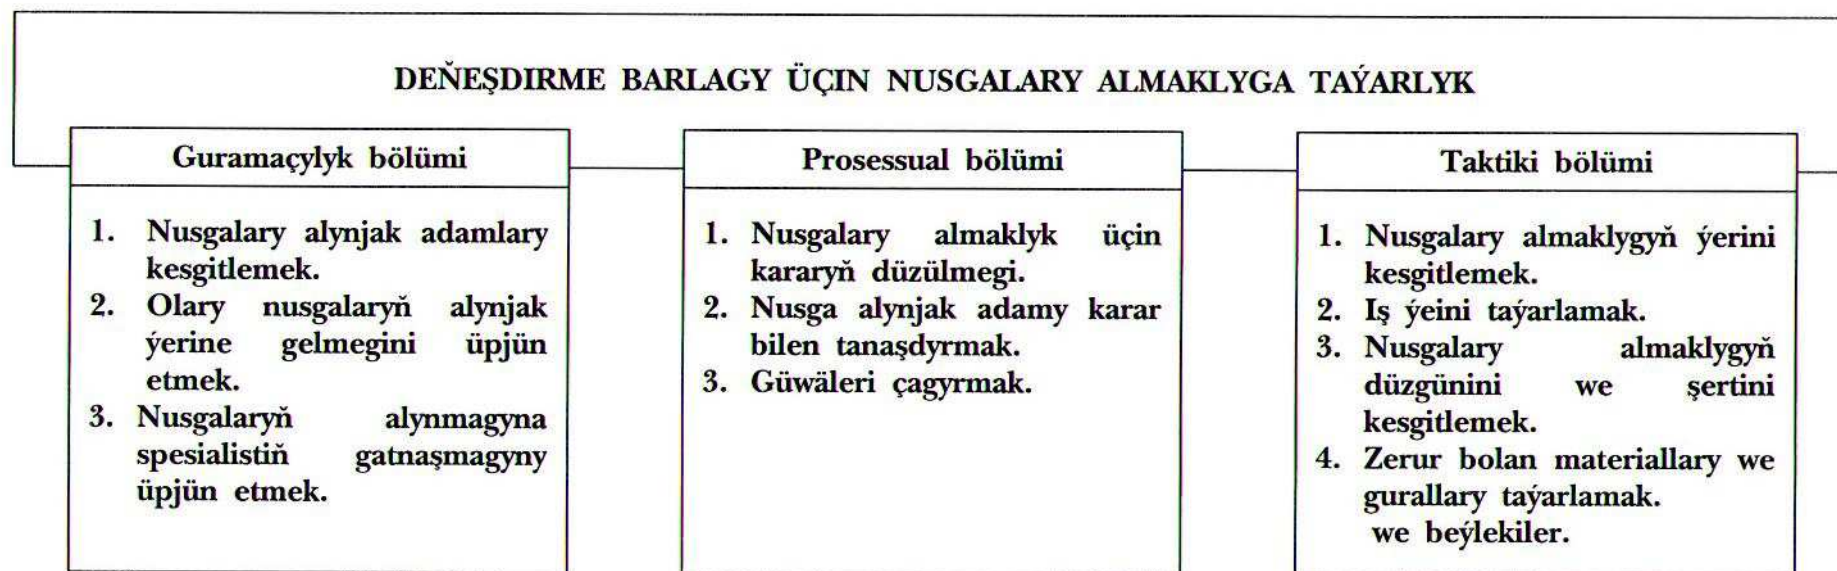 DEŇEŞDIRME BARLAGY ÜÇIN NUSGALARY ALMAKLYGA TAÝARLYK
Guramaçylyk bölümi
1. Nusgalary alynjak adamlary
kesgitlemek.
2. Olary nusgalaryň alynjak
ýerine gelmegini üpjün
etmek.
3. Nusgalaryň alynmagyna
spesialistiň gatnaşmagyny
üpjün etmek.
Prosessual bölümi
1. Nusgalary almaklyk üçin
kararyň düzülmegi.
2. Nusga alynjak adamy karar
bilen tanaşdyrmak.
3. Güwäleri çagyrmak.
Taktiki bölümi
1. Nusgalary almaklygyň ýerini
kesgitlemek.
2. Iş ýeini taýarlamak.
3. Nusgalary almaklygyň
düzgünini we şertini
kesgitlemek.
4. Zerur bolan materiallary we
gurallary taýarlamak.
we beýlekiler.